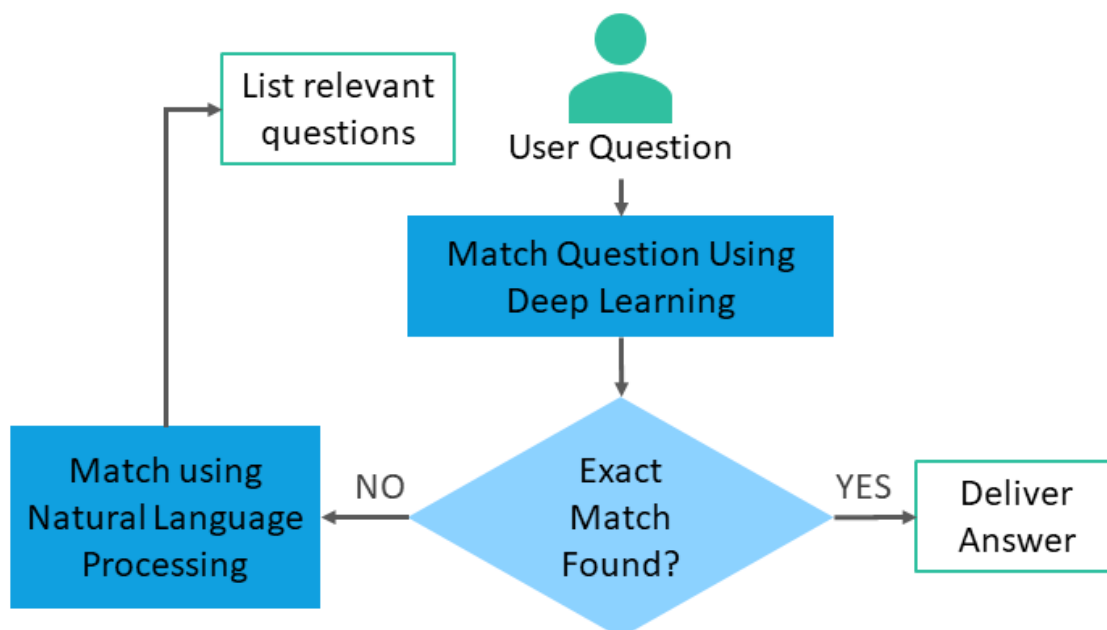 List relevant
questions
User Question
Match Question Using
Deep Learning
Match using
Natural Language
Processing
NO
Exact
Match
Found?
YES
Deliver
Answer